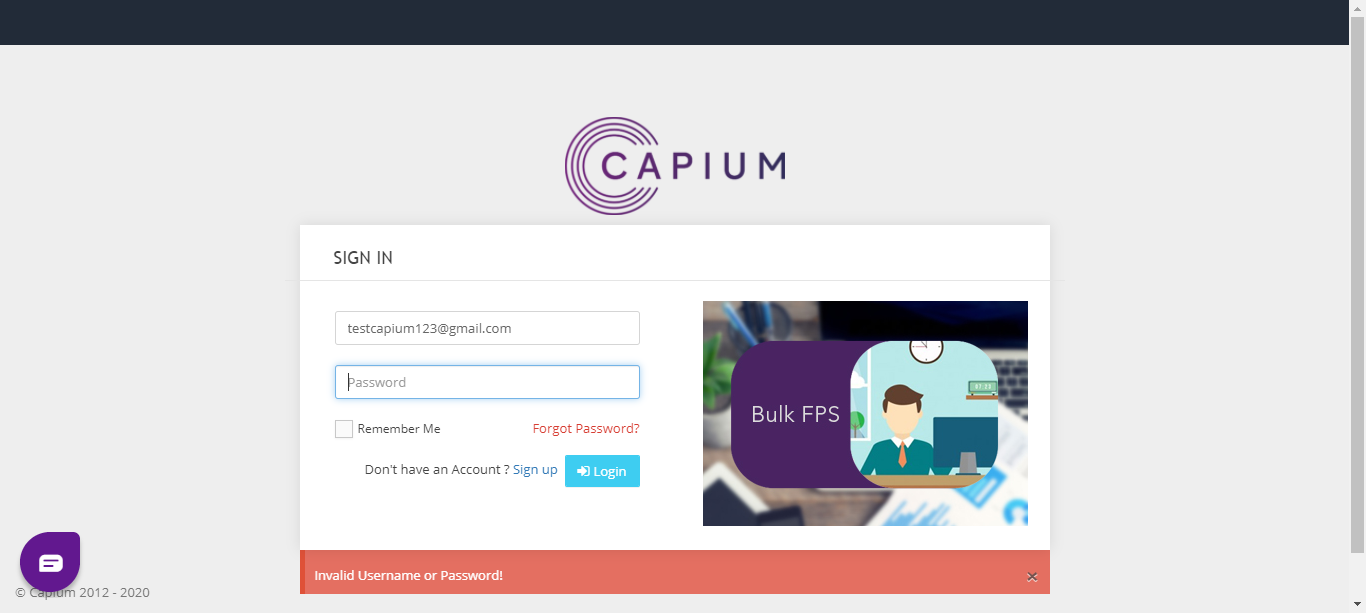 CAPIUM
SIGN IN
testcapium123@gmail.com
Password
Remember Me
Forgot Password?
Don't have an Account ? Sign up
Login
Bulk FPS
Invalid Username or Password!
×
© Capium 2012 - 2020